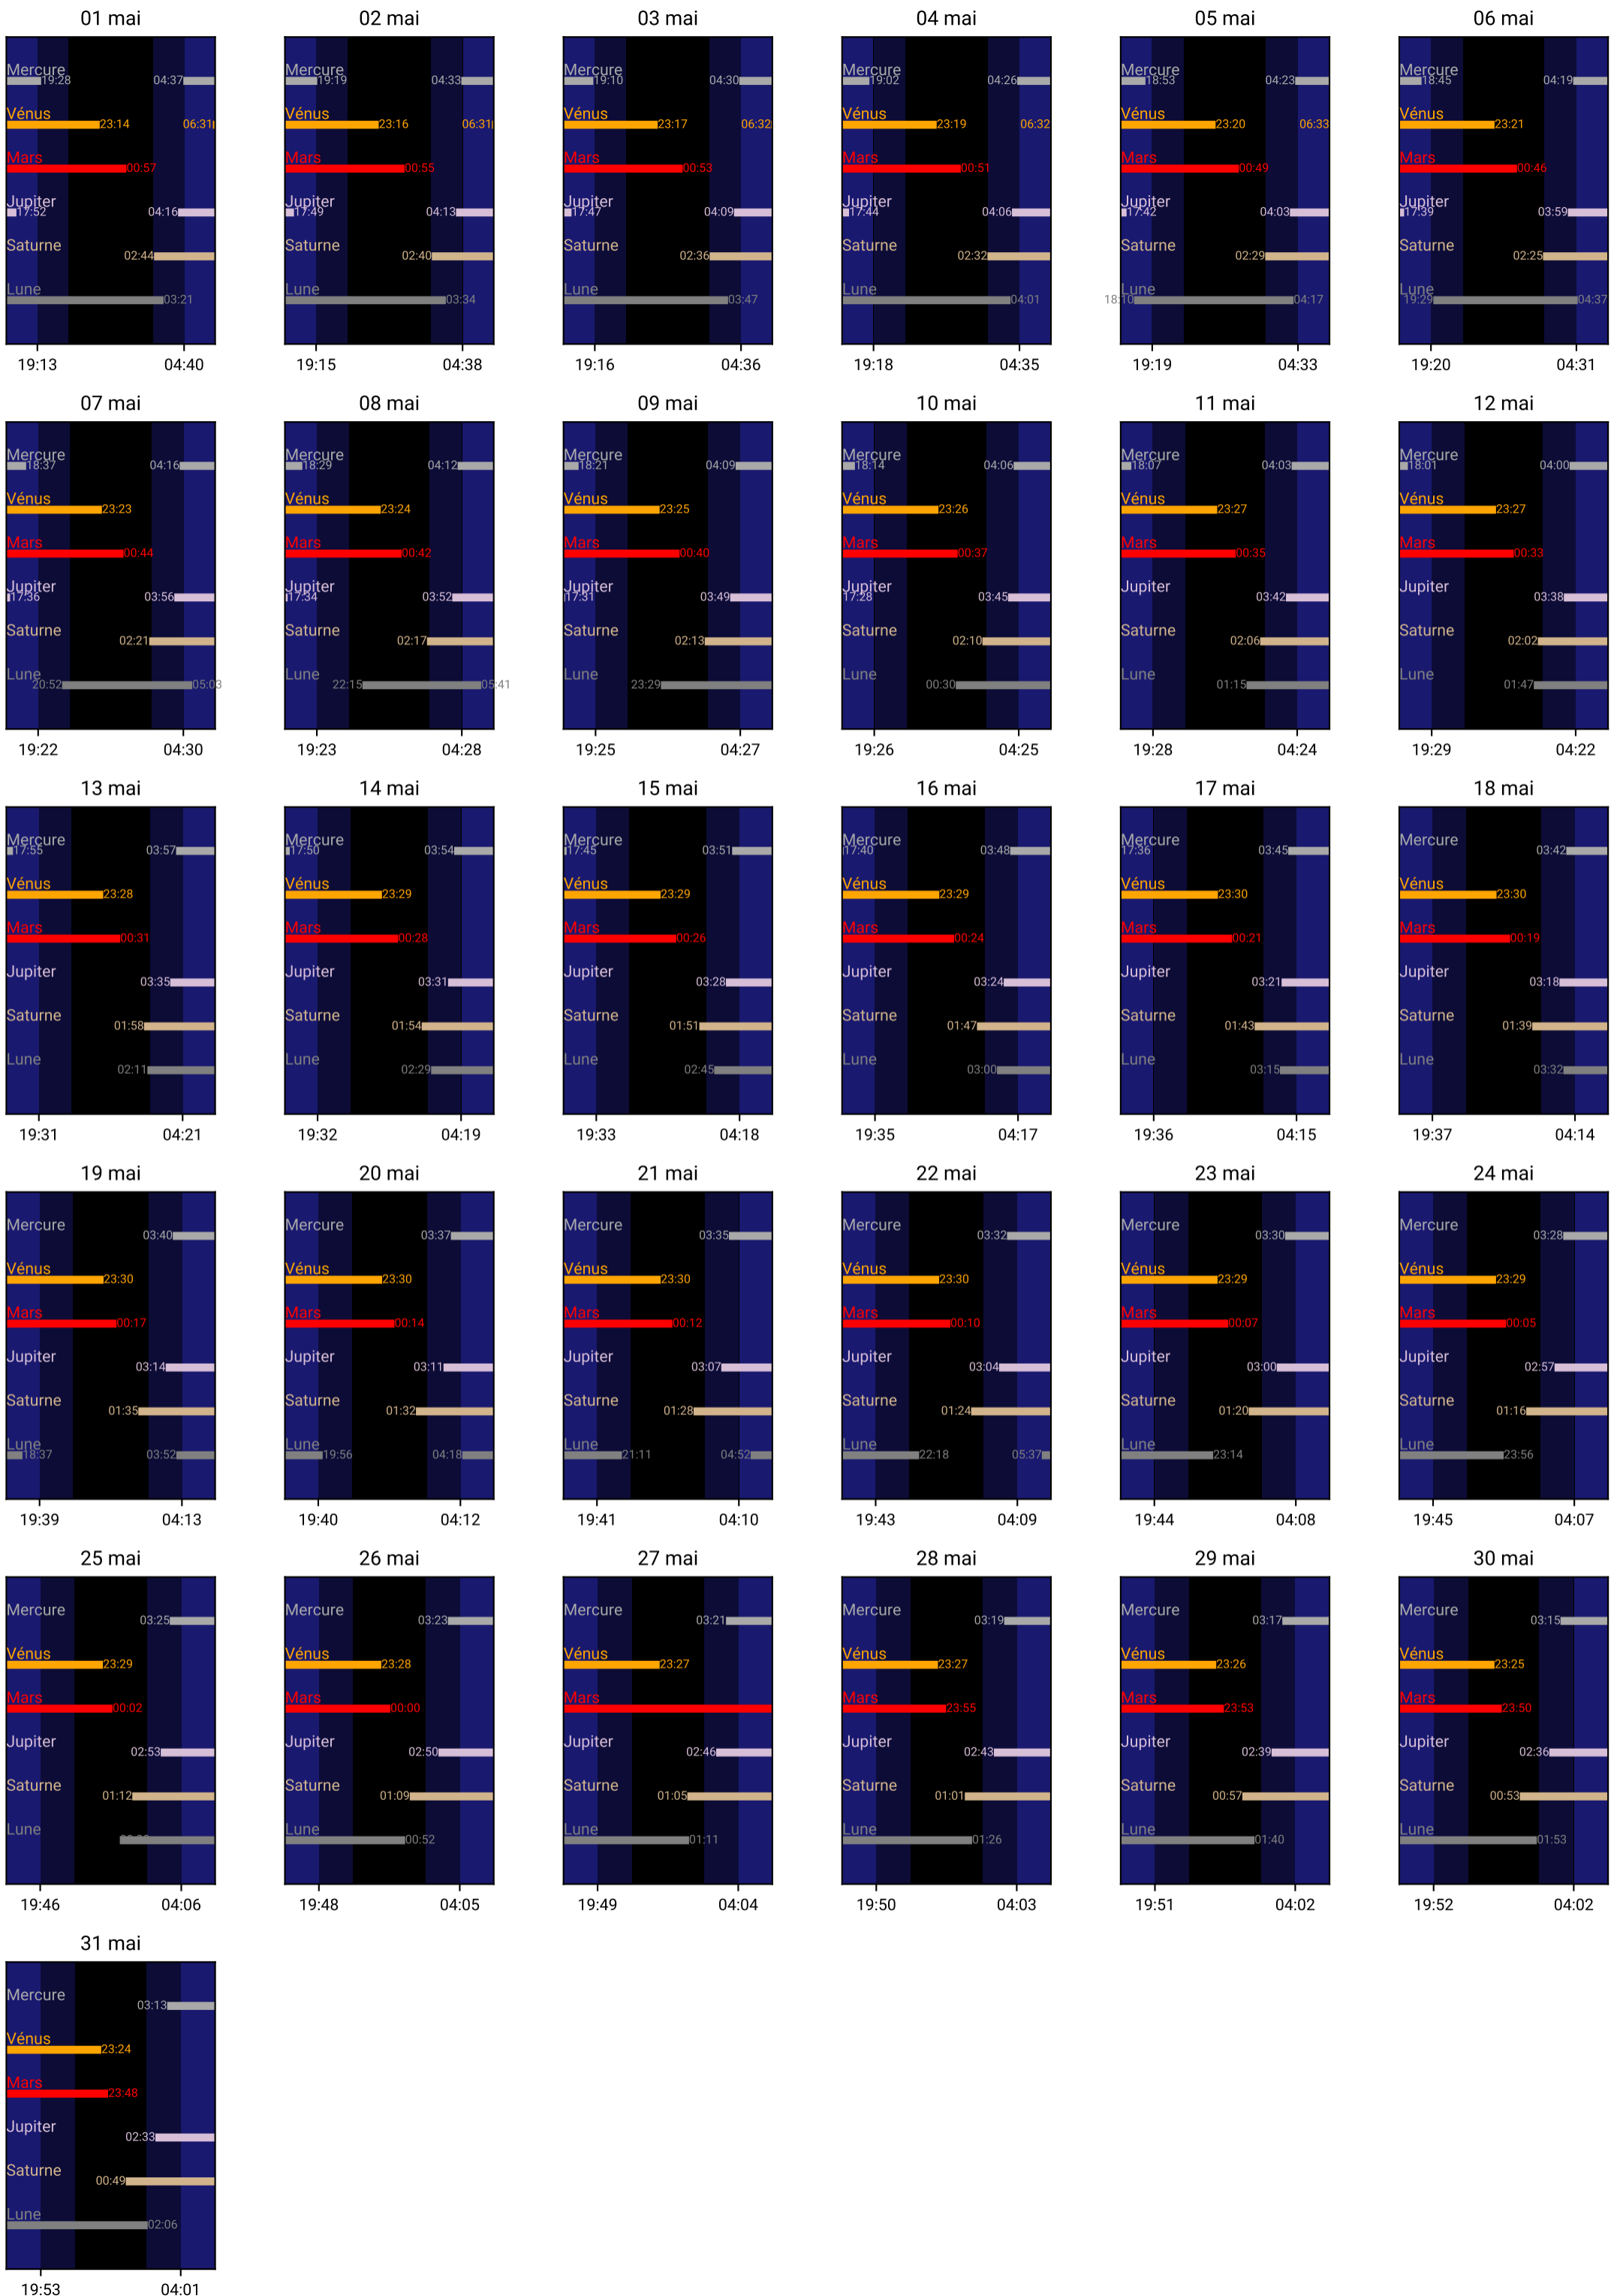 01 mai
02 mai
03 mai
04 mai
05 mai
06 mai
Mercure
19:28
04:37
Vénus
23:14
06:31
Mars
00:57
Jupiter
17:52
04:16
Saturne
02:44
Lune
03:21
19:13
04:40
Mercure
19:19
04:33
Vénus
23:16
06:31
Mars
00:55
Jupiter
17:49
04:13
Saturne
02:40
Lune
03:34
19:15
04:38
Mercure
19:10
04:30
Vénus
23:17
06:32
Mars
00:53
Jupiter
17:47
04:09
Saturne
02:36
Lune
03:47
19:16
04:36
Mercure
19:02
04:26
Vénus
23:19
06:32
Mars
00:51
Jupiter
17:44
04:06
Saturne
02:32
Lune
04:01
19:18
04:35
Mercure
18:53
04:23
Vénus
23:20
06:33
Mars
00:49
Jupiter
17:42
04:03
Saturne
02:29
Lune
18:10
04:17
19:19
04:33
Mercure
18:45
04:19
Vénus
23:21
Mars
00:46
Jupiter
17:39
03:59
Saturne
02:25
Lune
19:29
04:37
19:20
04:31
07 mai
08 mai
09 mai
10 mai
11 mai
12 mai
Mercure
18:37
04:16
Vénus
23:23
Mars
00:44
Jupiter
17:36
03:56
Saturne
02:21
Lune
20:52
05:03
19:22
04:30
Mercure
18:29
04:12
Vénus
23:24
Mars
00:42
Jupiter
17:34
03:52
Saturne
02:17
Lune
22:15
05:41
19:23
04:28
Mercure
18:21
04:09
Vénus
23:25
Mars
00:40
Jupiter
17:31
03:49
Saturne
02:13
Lune
23:29
19:25
04:27
Mercure
18:14
04:06
Vénus
23:26
Mars
00:37
Jupiter
17:28
03:45
Saturne
02:10
Lune
00:30
19:26
04:25
Mercure
18:07
04:03
Vénus
23:27
Mars
00:35
Jupiter
03:42
Saturne
02:06
Lune
01:15
19:28
04:24
Mercure
18:01
04:00
Vénus
23:27
Mars
00:33
Jupiter
03:38
Saturne
02:02
Lune
01:47
19:29
04:22
13 mai
14 mai
15 mai
16 mai
17 mai
18 mai
Mercure
17:55
03:57
Vénus
23:28
Mars
00:31
Jupiter
03:35
Saturne
01:58
Lune
02:11
19:31
04:21
Mercure
17:50
03:54
Vénus
23:29
Mars
00:28
Jupiter
03:31
Saturne
01:54
Lune
02:29
19:32
04:19
Mercure
17:45
03:51
Vénus
23:29
Mars
00:26
Jupiter
03:28
Saturne
01:51
Lune
02:45
19:33
04:18
Mercure
17:40
03:48
Vénus
23:29
Mars
00:24
Jupiter
03:24
Saturne
01:47
Lune
03:00
19:35
04:17
Mercure
17:36
03:45
Vénus
23:30
Mars
00:21
Jupiter
03:21
Saturne
01:43
Lune
03:15
19:36
04:15
Mercure
03:42
Vénus
23:30
Mars
00:19
Jupiter
03:18
Saturne
01:39
Lune
03:32
19:37
04:14
19 mai
20 mai
21 mai
22 mai
23 mai
24 mai
Mercure
03:40
Vénus
23:30
Mars
00:17
Jupiter
03:14
Saturne
01:35
Lune
18:37
03:52
19:39
04:13
Mercure
03:37
Vénus
23:30
Mars
00:14
Jupiter
03:11
Saturne
01:32
Lune
19:56
04:18
19:40
04:12
Mercure
03:35
Vénus
23:30
Mars
00:12
Jupiter
03:07
Saturne
01:28
Lune
21:11
04:52
19:41
04:10
Mercure
03:32
Vénus
23:30
Mars
00:10
Jupiter
03:04
Saturne
01:24
Lune
22:18
05:37
19:43
04:09
Mercure
03:30
Vénus
23:29
Mars
00:07
Jupiter
03:00
Saturne
01:20
Lune
23:14
19:44
04:08
Mercure
03:28
Vénus
23:29
Mars
00:05
Jupiter
02:57
Saturne
01:16
Lune
23:56
19:45
04:07
25 mai
26 mai
27 mai
28 mai
29 mai
30 mai
Mercure
03:25
Vénus
23:29
Mars
00:02
Jupiter
02:53
Saturne
01:12
Lune
19:46
04:06
Mercure
03:23
Vénus
23:28
Mars
00:00
Jupiter
02:50
Saturne
01:09
Lune
00:52
19:48
04:05
Mercure
03:21
Vénus
23:27
Mars
Jupiter
02:46
Saturne
01:05
Lune
01:11
19:49
04:04
Mercure
03:19
Vénus
23:27
Mars
23:55
Jupiter
02:43
Saturne
01:01
Lune
01:26
19:50
04:03
Mercure
03:17
Vénus
23:26
Mars
23:53
Jupiter
02:39
Saturne
00:57
Lune
01:40
19:51
04:02
Mercure
03:15
Vénus
23:25
Mars
23:50
Jupiter
02:36
Saturne
00:53
Lune
01:53
19:52
04:02
31 mai
Mercure
03:13
Vénus
23:24
Mars
23:48
Jupiter
02:33
Saturne
00:49
Lune
02:06
19:53
04:01